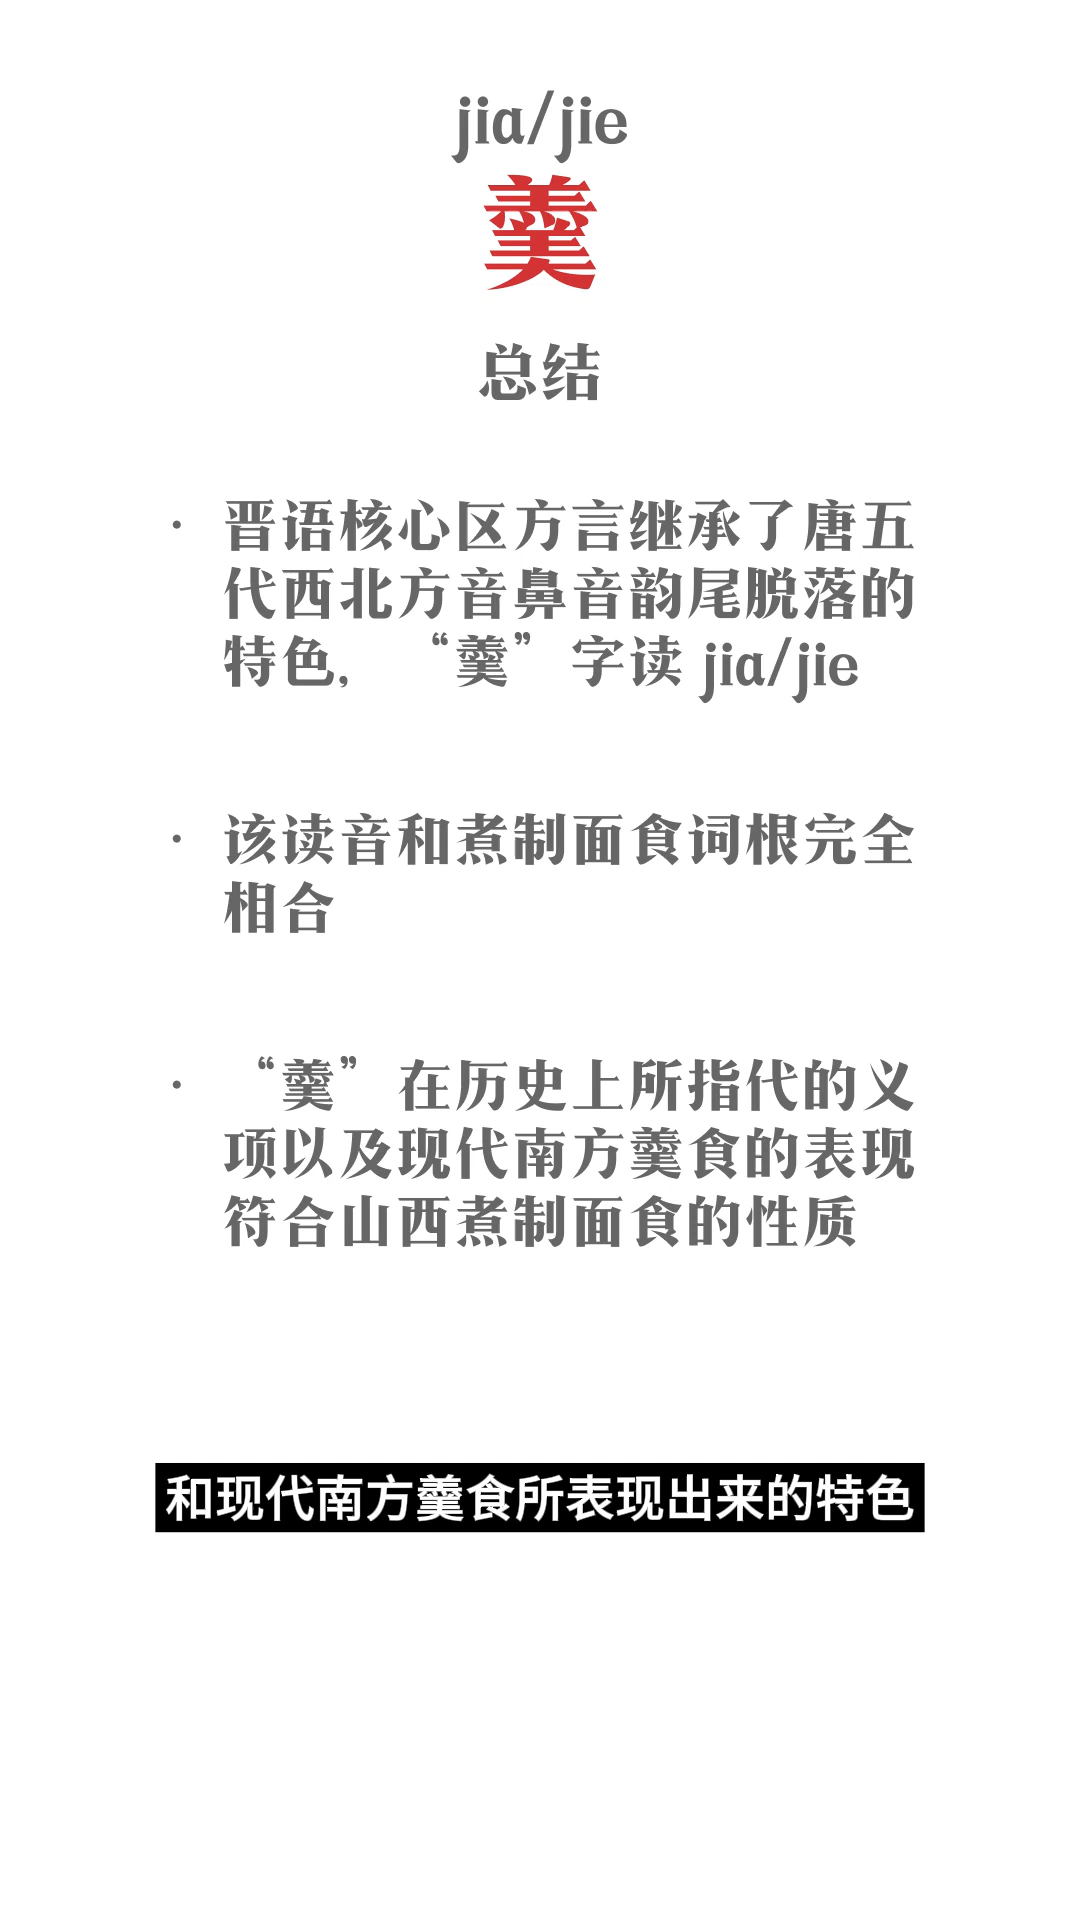 jia/jie
羹
总结
· 晋语核心区方言继承了唐五
代西北方音鼻音韵尾脱落的
特色，“羹”字读 jia/jie
· 该读音和煮制面食词根完全
相合
· “羹”在历史上所指代的义
项以及现代南方羹食的表现
符合山西煮制面食的性质
和现代南方羹食所表现出来的特色